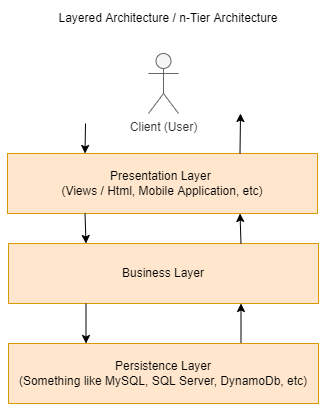 Layered Architecture / n-Tier Architecture
Client (User)
Presentation Layer
(Views / Html, Mobile Application, etc)
Business Layer
Persistence Layer
(Something like MySQL, SQL Server, DynamoDb, etc)